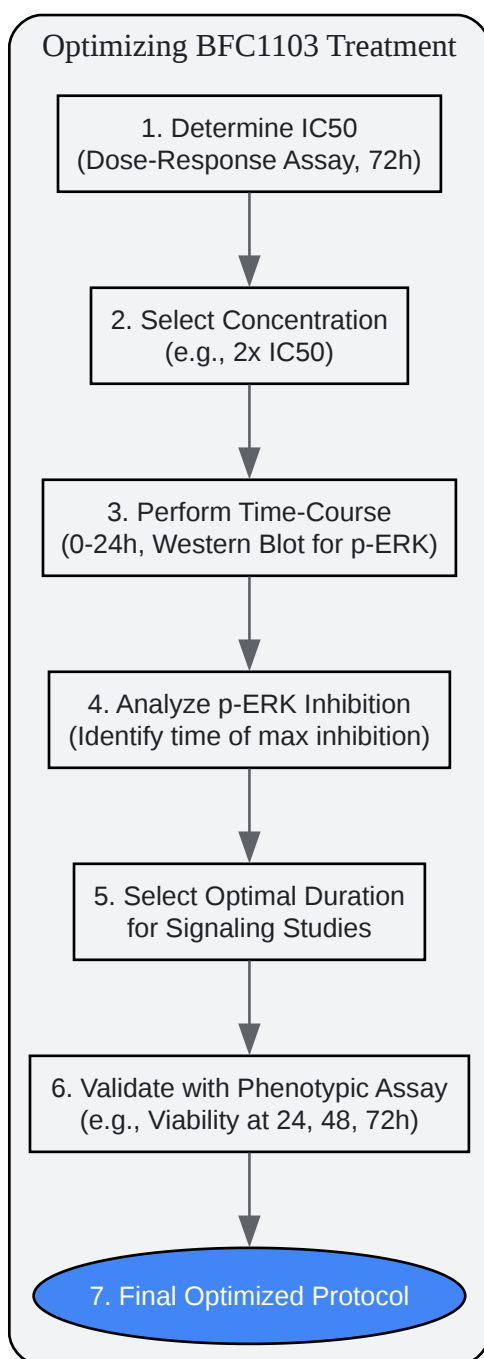 Optimizing BFC1103 Treatment
1. Determine IC50
(Dose-Response Assay, 72h)
2. Select Concentration
(e.g., 2x IC50)
3. Perform Time-Course
(0-24h, Western Blot for p-ERK)
4. Analyze p-ERK Inhibition
(Identify time of max inhibition)
5. Select Optimal Duration
for Signaling Studies
6. Validate with Phenotypic Assay
(e.g., Viability at 24, 48, 72h)
7. Final Optimized Protocol